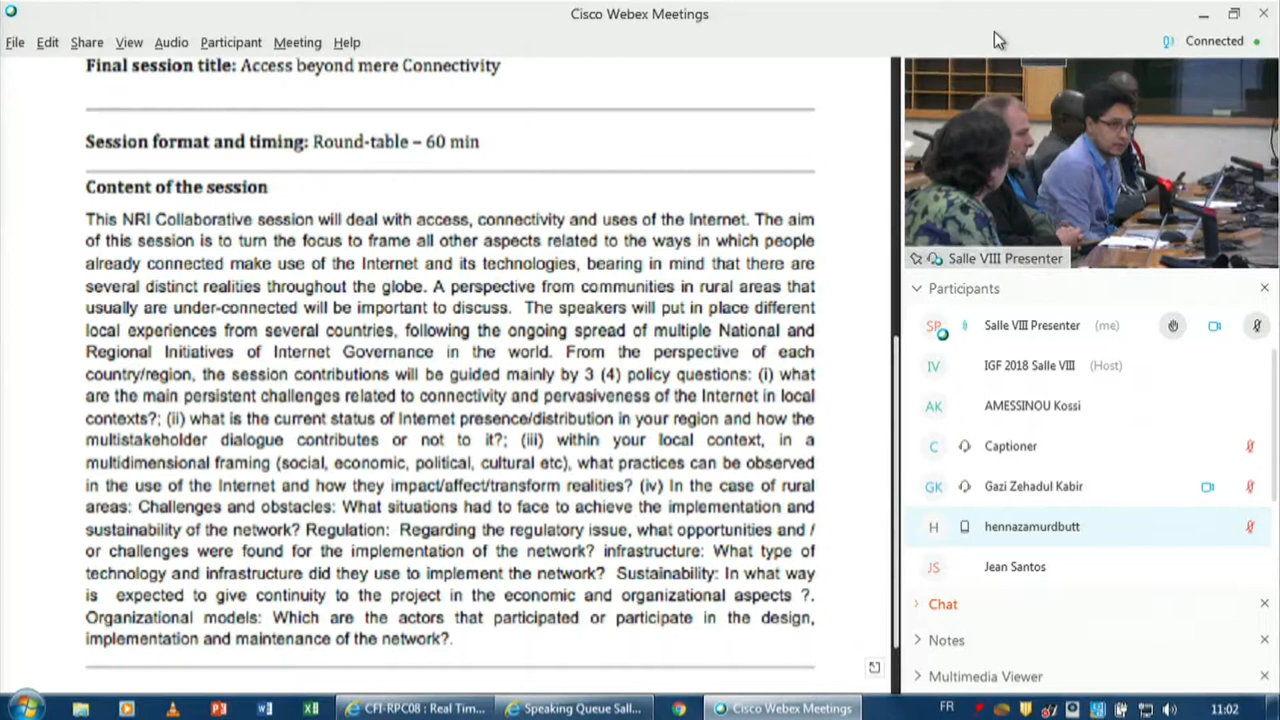 Cisco Webex Meetings
File Edit Share View Audio Participant Meeting Help
Connected
Final session title: Access beyond mere Connectivity
Session format and timing: Round-table – 60 min
Content of the session
This NRI Collaborative session will deal with access, connectivity and uses of the Internet. The aim
of this session is to turn the focus to frame all other aspects related to the ways in which people
already connected make use of the Internet and its technologies, bearing in mind that there are
several distinct realities throughout the globe. A perspective from communities in rural areas that
usually are under-connected will be important to discuss. The speakers will put in place different
local experiences from several countries, following the ongoing spread of multiple National and
Regional Initiatives of Internet Governance in the world. From the perspective of each
country/region, the session contributions will be guided mainly by 3 (4) policy questions: (i) what
are the main persistent challenges related to connectivity and pervasiveness of the Internet in local
contexts?; (ii) what is the current status of Internet presence/distribution in your region and how the
multistakeholder dialogue contributes or not to it?; (iii) within your local context, in a
multidimensional framing (social, economic, political, cultural etc), what practices can be observed
in the use of the Internet and how they impact/affect/transform realities? (iv) In the case of rural
areas: Challenges and obstacles: What situations had to face to achieve the implementation and
sustainability of the network? Regulation: Regarding the regulatory issue, what opportunities and /
or challenges were found for the implementation of the network? infrastructure: What type of
technology and infrastructure did they use to implement the network? Sustainability: In what way
is expected to give continuity to the project in the economic and organizational aspects ?.
Organizational models: Which are the actors that participated or participate in the design,
implementation and maintenance of the network?.
Salle VIII Presenter
Participants
SP Salle VIII Presenter (me)
IV IGF 2018 Salle VIII (Host)
AK AMESSINOU Kossi
C Captioner
GK Gazi Zehadul Kabir
H hennazamurdbutt
JS Jean Santos
Chat
Notes
Multimedia Viewer
CFI-RPC08 : Real Tim...
Speaking Queue Sall...
Cisco Webex Meetings
FR
11:02